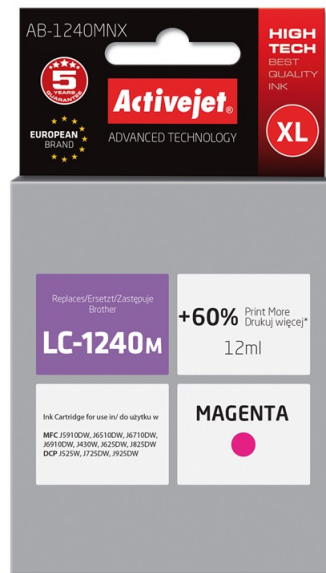 AB-1240MNX
HIGH
TECH
BEST
QUALITY
INK
5
YEARS
GUARANTEE
Activejet®
EUROPEAN
BRAND
ADVANCED TECHNOLOGY
XL
Replaces/Ersetzt/Zastępuje
Brother
LC-1240M
+60% Print More
Drukuj więcej*
12ml
Ink Cartridge for use in/ do użytku w
MFC J5910DW, J6510DW, J6710DW,
J6910DW, J430W, J625DW, J825DW
DCP J525W, J725DW, J925DW
MAGENTA